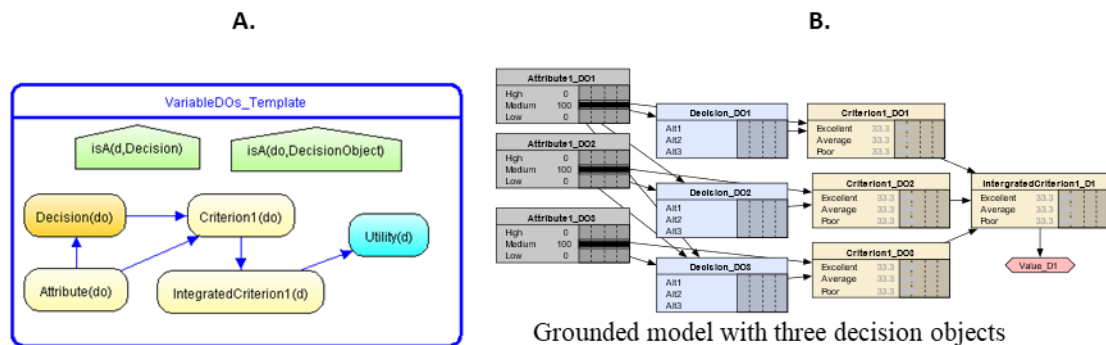 A.
B.
VariableDOs_Template
isA(d,Decision)
isA(do,DecisionObject)
Decision(do)
Criterion1(do)
Utility(d)
Attribute(do)
IntegratedCriterion1(d)
Attribute1_DO1
High 0
Medium 100
Low 0
Attribute1_DO2
High 0
Medium 100
Low 0
Attribute1_DO3
High 0
Medium 100
Low 0
Decision_DO1
Alt1
Alt2
Alt3
Decision_DO2
Alt1
Alt2
Alt3
Decision_DO3
Alt1
Alt2
Alt3
Criterion1_DO1
Excellent 33.3
Average 33.3
Poor 33.3
Criterion1_DO2
Excellent 33.3
Average 33.3
Poor 33.3
Criterion1_DO3
Excellent 33.3
Average 33.3
Poor 33.3
IntergratedCriterion1_D1
Excellent 33.3
Average 33.3
Poor 33.3
Value_D1
Grounded model with three decision objects